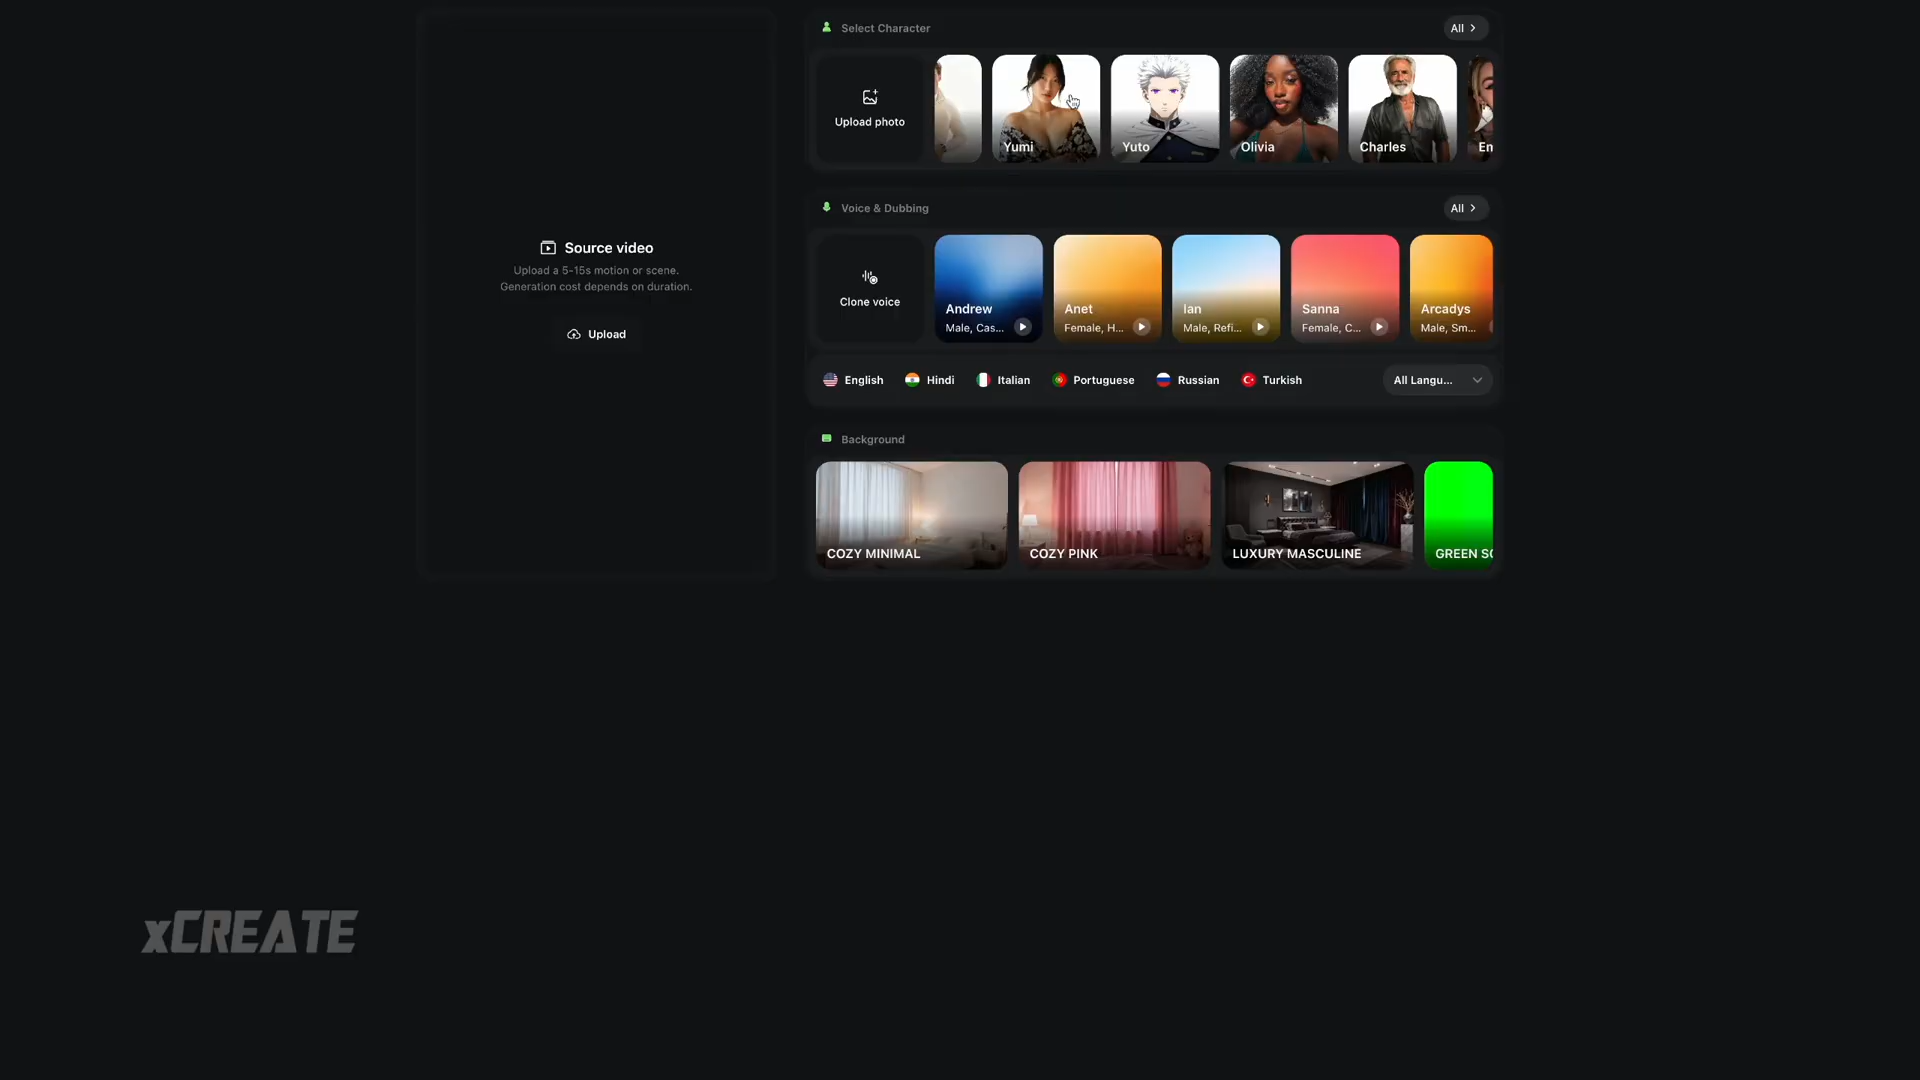 Source video
Upload a 5-15s motion or scene.
Generation cost depends on duration.
Upload
Select Character
All
Upload photo
Yumi
Yuto
Olivia
Charles
En
Voice & Dubbing
All
Clone voice
Andrew
Male, Cas...
Anet
Female, H...
Ian
Male, Refi...
Sanna
Female, C...
Arcadys
Male, Sm...
English
Hindi
Italian
Portuguese
Russian
Turkish
All Langu...
Background
COZY MINIMAL
COZY PINK
LUXURY MASCULINE
GREEN SC
xCREATE